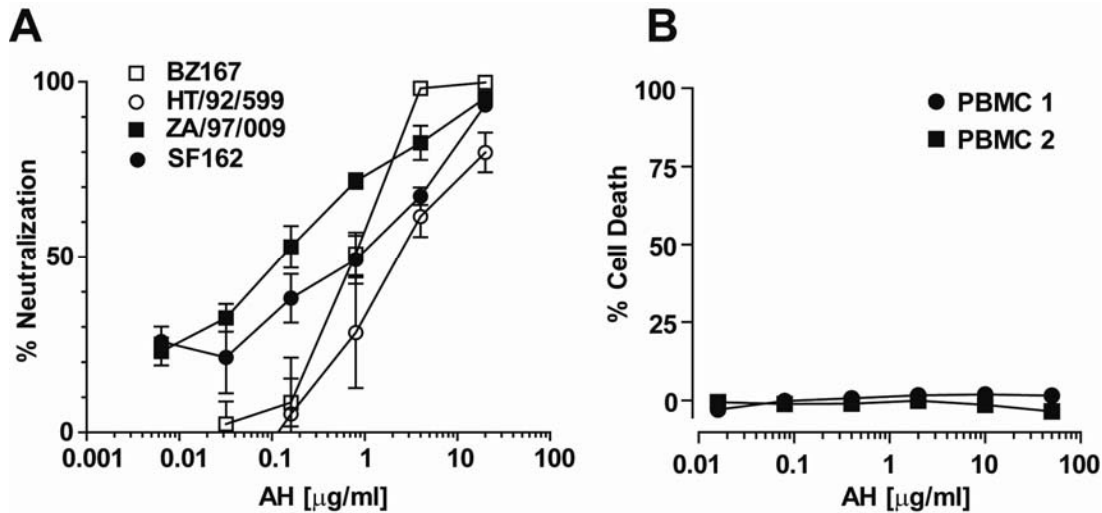 A
BZ167
HT/92/599
ZA/97/009
SF162
% Neutralization
100
50
0
0.001 0.01 0.1 1 10 100
AH [μg/ml]
B
PBMC 1
PBMC 2
% Cell Death
100
75
50
25
0
0.01 0.1 1 10 100
AH [μg/ml]